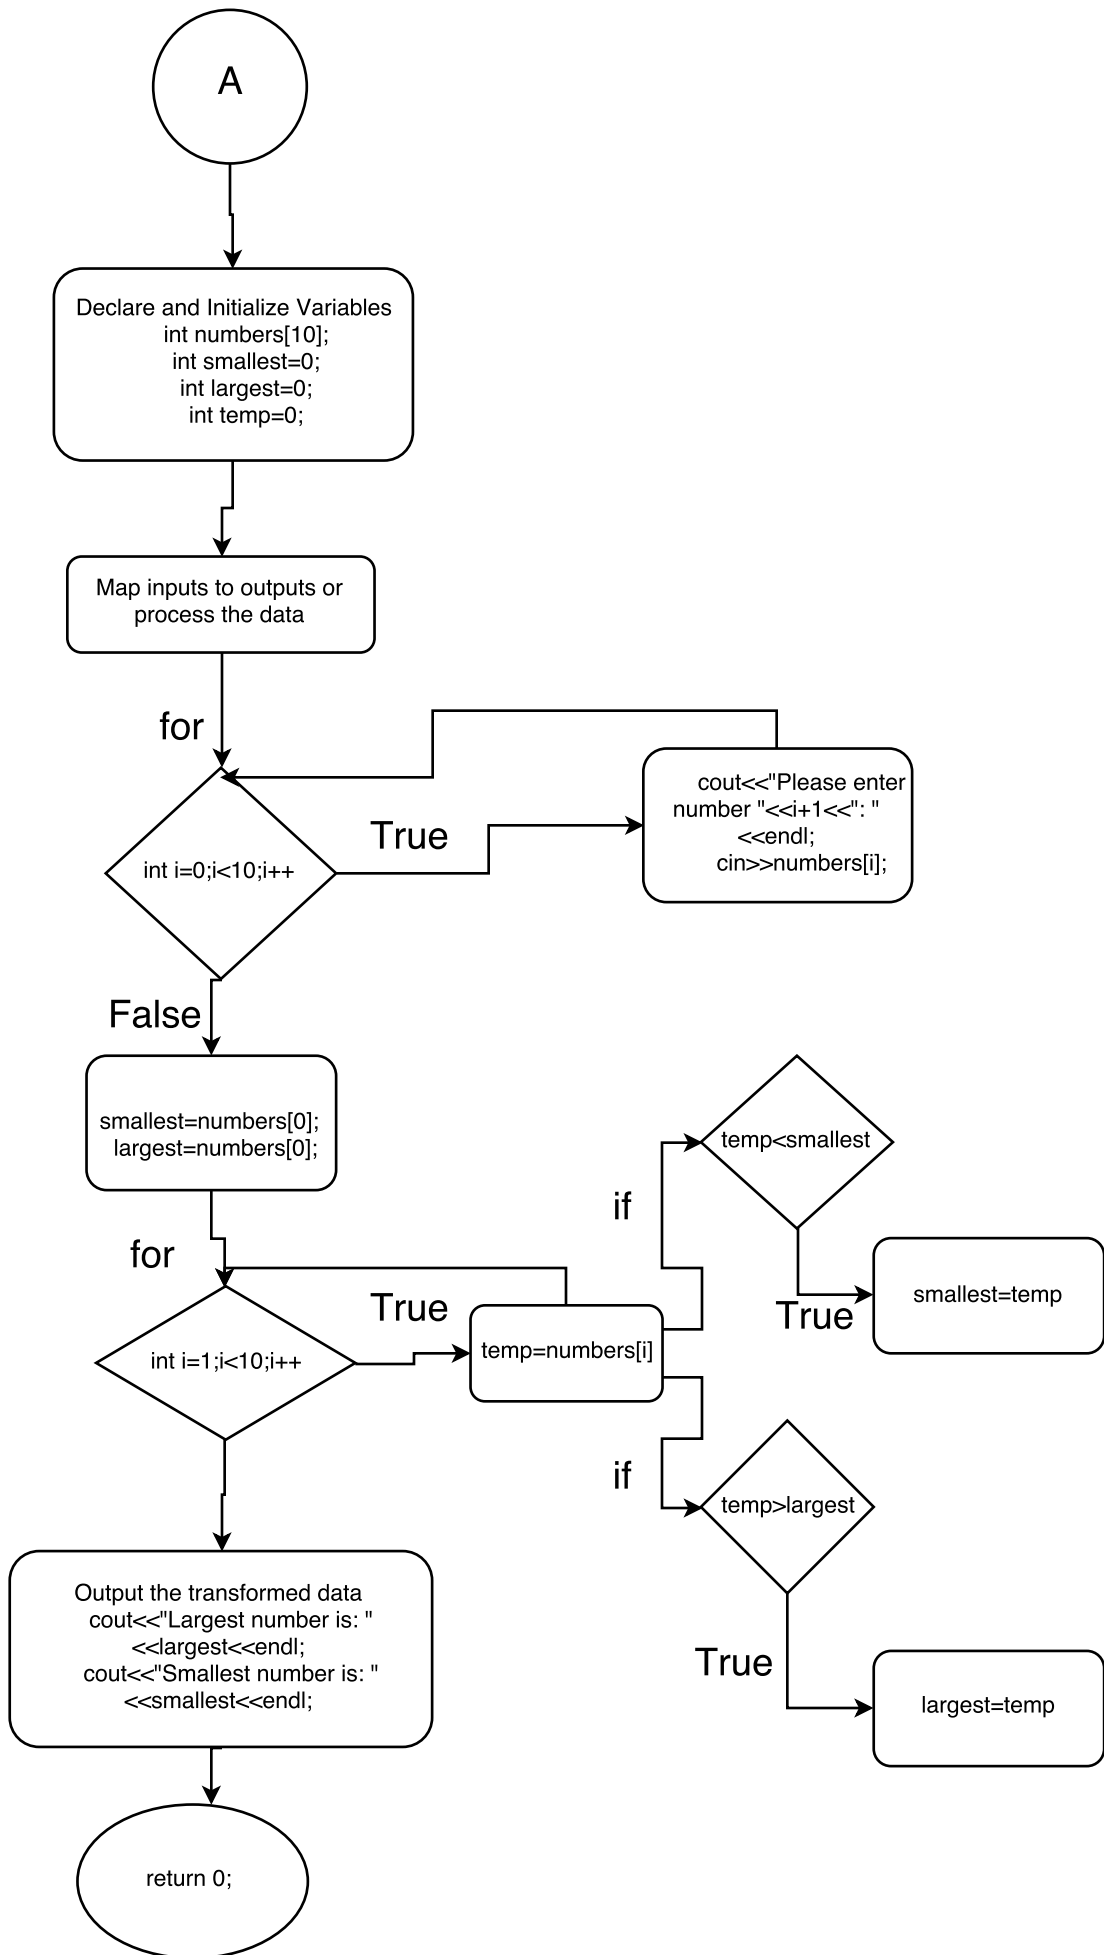 A
Declare and Initialize Variables
int numbers[10];
int smallest=0;
int largest=0;
int temp=0;
Map inputs to outputs or
process the data
for
int i=0;i<10;i++
True
cout<<"Please enter
number "<<i+1<<": "
<<endl;
cin>>numbers[i];
False
smallest=numbers[0];
largest=numbers[0];
for
int i=1;i<10;i++
True
temp=numbers[i]
if
temp<smallest
True
smallest=temp
if
temp>largest
True
largest=temp
Output the transformed data
cout<<"Largest number is: "
<<largest<<endl;
cout<<"Smallest number is: "
<<smallest<<endl;
return 0;